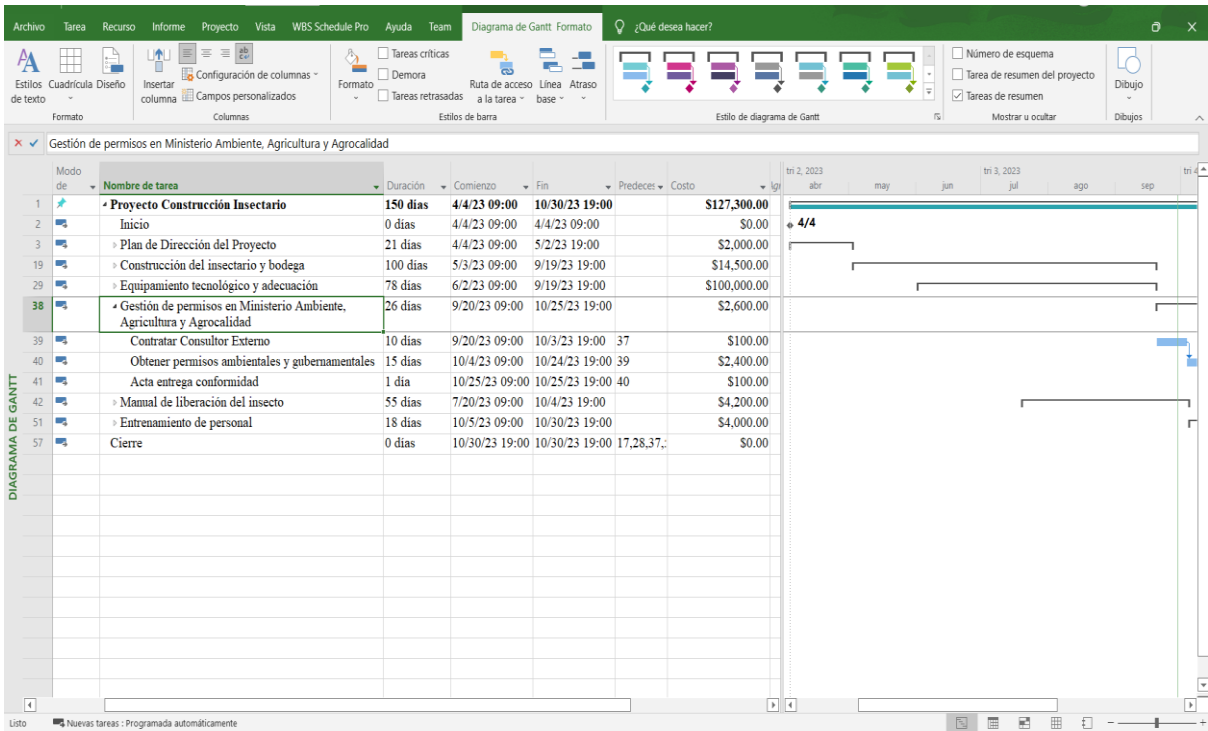 Archivo Tarea Recurso Informe Proyecto Vista WBS Schedule Pro Ayuda Team Diagrama de Gantt Formato ¿Qué desea hacer?
Estilos de texto Cuadrícula Diseño
Formato
Insertar columna
Configuración de columnas
Campos personalizados
Columnas
Formato
Tareas críticas
Demora
Tareas retrasadas
Ruta de acceso a la tarea Línea base Atraso
Estilos de barra
Estilo de diagrama de Gantt
Número de esquema
Tarea de resumen del proyecto
Tareas de resumen
Mostrar u ocultar
Dibujo
Dibujos
Gestión de permisos en Ministerio Ambiente, Agricultura y Agrocalidad
Modo de Nombre de tarea Duración Comienzo Fin Predeces Costo
tri 2, 2023 tri 3, 2023 tri 4
abr may jun jul ago sep
1 Proyecto Construcción Insectario 150 días 4/4/23 09:00 10/30/23 19:00 $127,300.00
2 Inicio 0 días 4/4/23 09:00 4/4/23 09:00 $0.00 4/4
3 Plan de Dirección del Proyecto 21 días 4/4/23 09:00 5/2/23 19:00 $2,000.00
19 Construcción del insectario y bodega 100 días 5/3/23 09:00 9/19/23 19:00 $14,500.00
29 Equipamiento tecnológico y adecuación 78 días 6/2/23 09:00 9/19/23 19:00 $100,000.00
38 Gestión de permisos en Ministerio Ambiente, 26 días 9/20/23 09:00 10/25/23 19:00 $2,600.00
Agricultura y Agrocalidad
39 Contratar Consultor Externo 10 días 9/20/23 09:00 10/3/23 19:00 37 $100.00
40 Obtener permisos ambientales y gubernamentales 15 días 10/4/23 09:00 10/24/23 19:00 39 $2,400.00
41 Acta entrega conformidad 1 día 10/25/23 09:00 10/25/23 19:00 40 $100.00
42 Manual de liberación del insecto 55 días 7/20/23 09:00 10/4/23 19:00 $4,200.00
51 Entrenamiento de personal 18 días 10/5/23 09:00 10/30/23 19:00 $4,000.00
57 Cierre 0 días 10/30/23 19:00 10/30/23 19:00 17,28,37, $0.00
DIAGRAMA DE GANTT
Listo Nuevas tareas : Programada automáticamente